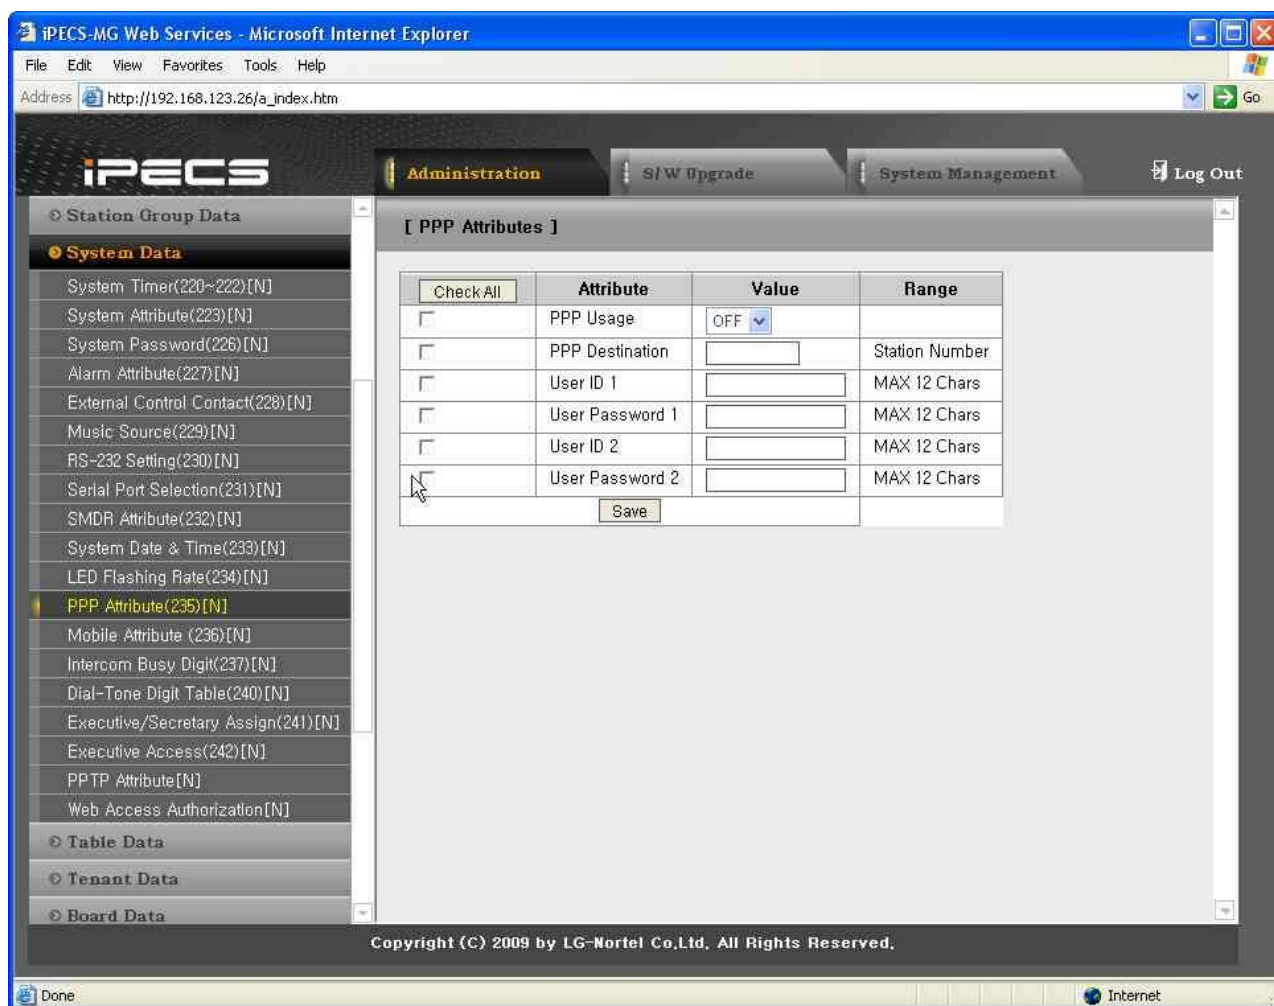 iPECS-MG Web Services - Microsoft Internet Explorer
File Edit View Favorites Tools Help
Address http://192.168.123.26/a_index.htm Go
iPECS Administration S/W Upgrade System Management Log Out
Station Group Data
System Data
System Timer(220~222)[N]
System Attribute(223)[N]
System Password(226)[N]
Alarm Attribute(227)[N]
External Control Contact(228)[N]
Music Source(229)[N]
RS-232 Setting(230)[N]
Serial Port Selection(231)[N]
SMDR Attribute(232)[N]
System Date & Time(233)[N]
LED Flashing Rate(234)[N]
PPP Attribute(235)[N]
Mobile Attribute (236)[N]
Intercom Busy Digit(237)[N]
Dial-Tone Digit Table(240)[N]
Executive/Secretary Assign(241)[N]
Executive Access(242)[N]
PPTP Attribute[N]
Web Access Authorization[N]
Table Data
Tenant Data
Board Data
[ PPP Attributes ]
Check All Attribute Value Range
PPP Usage OFF
PPP Destination Station Number
User ID 1 MAX 12 Chars
User Password 1 MAX 12 Chars
User ID 2 MAX 12 Chars
User Password 2 MAX 12 Chars
Save
Copyright (C) 2009 by LG-Nortel Co,Ltd, All Rights Reserved,
Done Internet